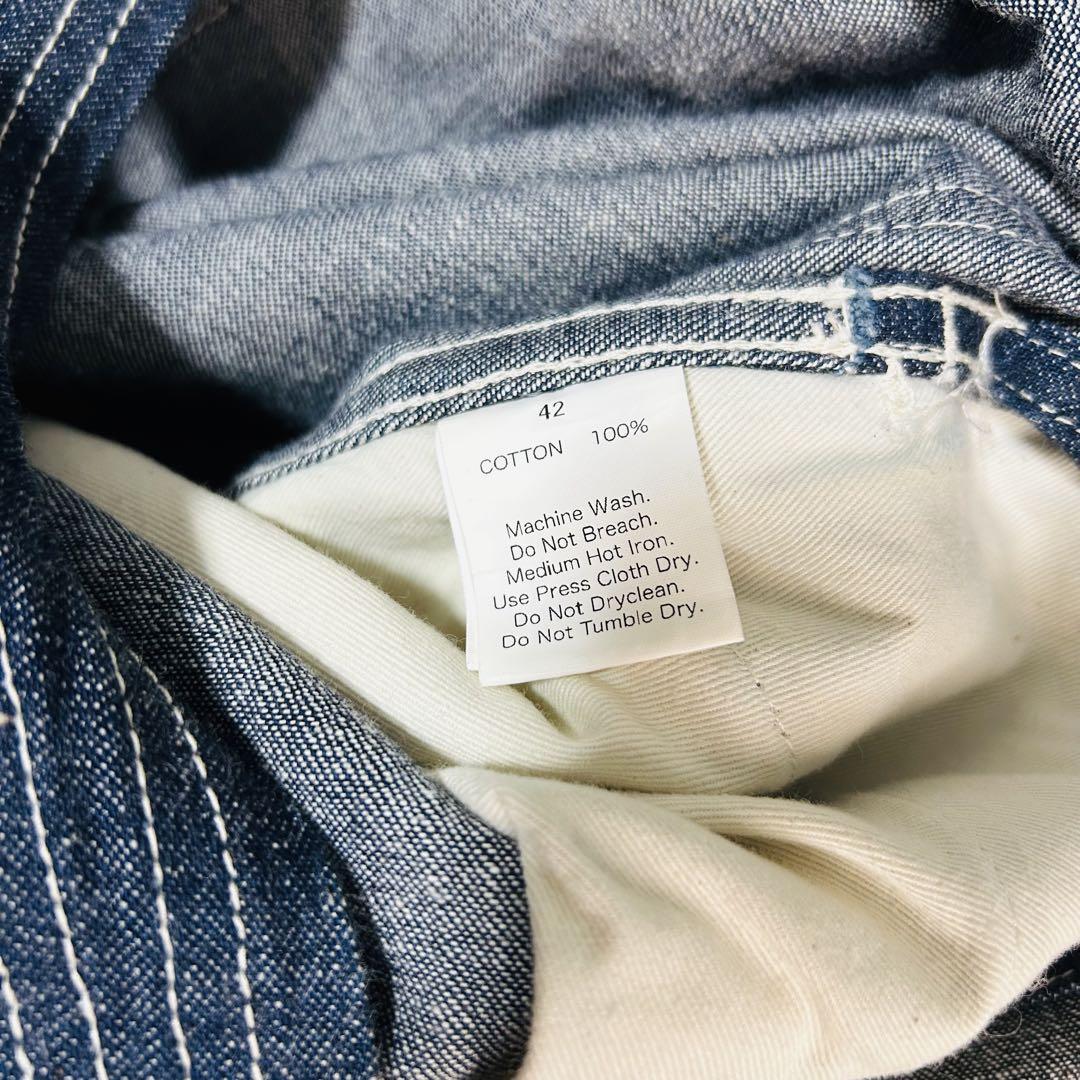 42
COTTON 100%
Machine Wash.
Do Not Breach.
Medium Hot Iron.
Use Press Cloth Dry.
Do Not Dryclean.
Do Not Tumble Dry.